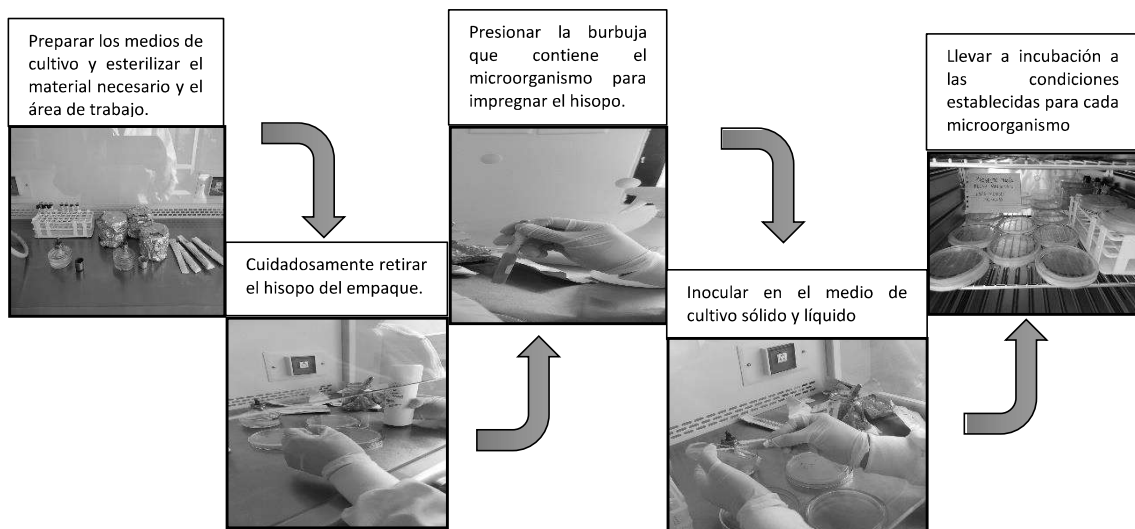 Preparar los medios de
cultivo y esterilizar el
material necesario y el
área de trabajo.
Cuidadosamente retirar
el hisopo del empaque.
Presionar la burbuja
que contiene el
microorganismo para
impregnar el hisopo.
Inocular en el medio de
cultivo sólido y líquido
Llevar a incubación a
las condiciones
establecidas para cada
microorganismo